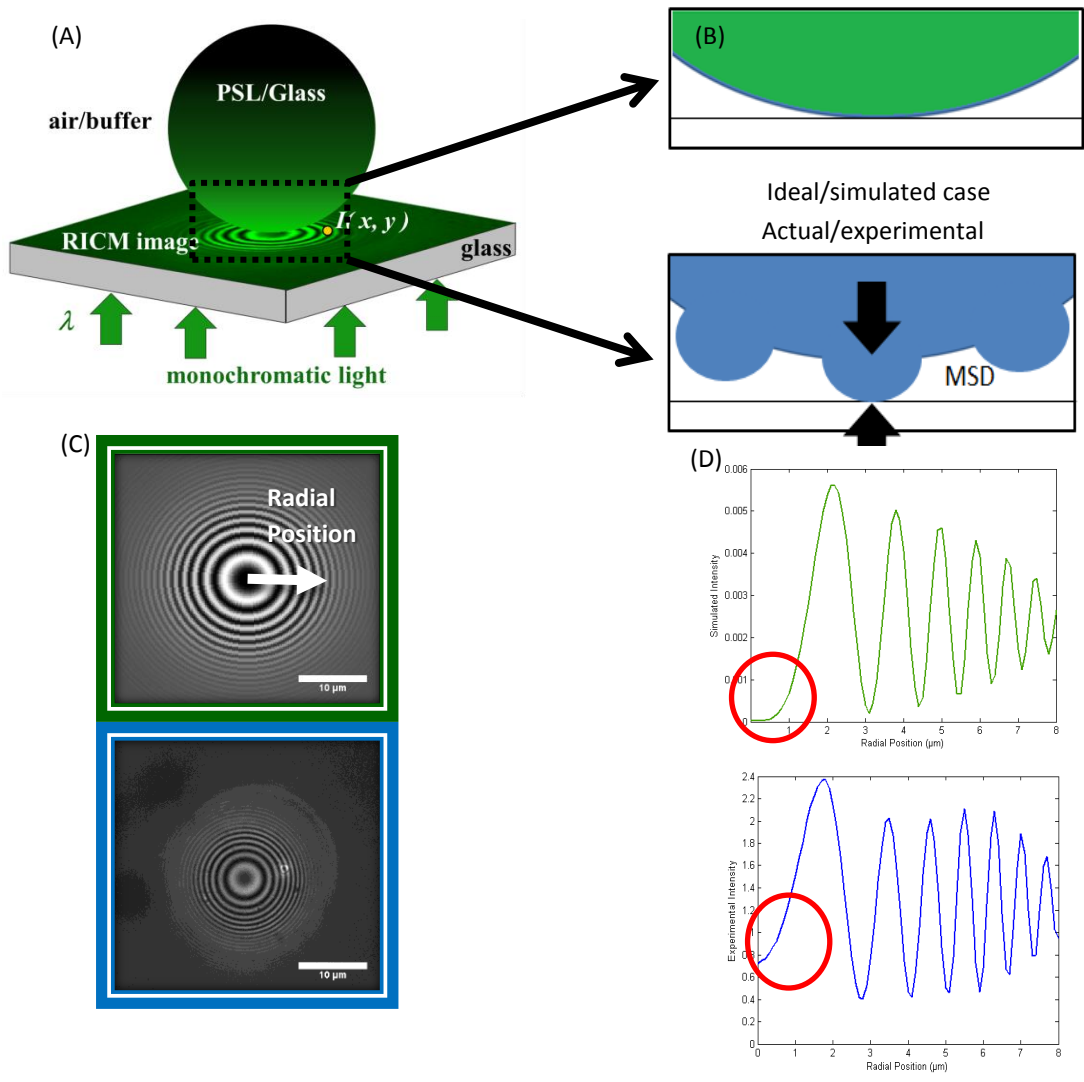 (A)
PSL/Glass
air/buffer
I( x, y )
RICM image
glass
λ
monochromatic light
(B)
Ideal/simulated case
Actual/experimental
MSD
(C)
Radial
Position
10 µm
10 µm
(D)
0.006
0.005
0.004
0.003
0.002
0.001
0
Simulated Intensity
1 2 3 4 5 6 7 8
Radial Position (µm)
2.4
2.2
2
1.8
1.6
1.4
1.2
1
0.8
0.6
0.4
0.2
0
Experimental Intensity
0 1 2 3 4 5 6 7 8
Radial Position (µm)